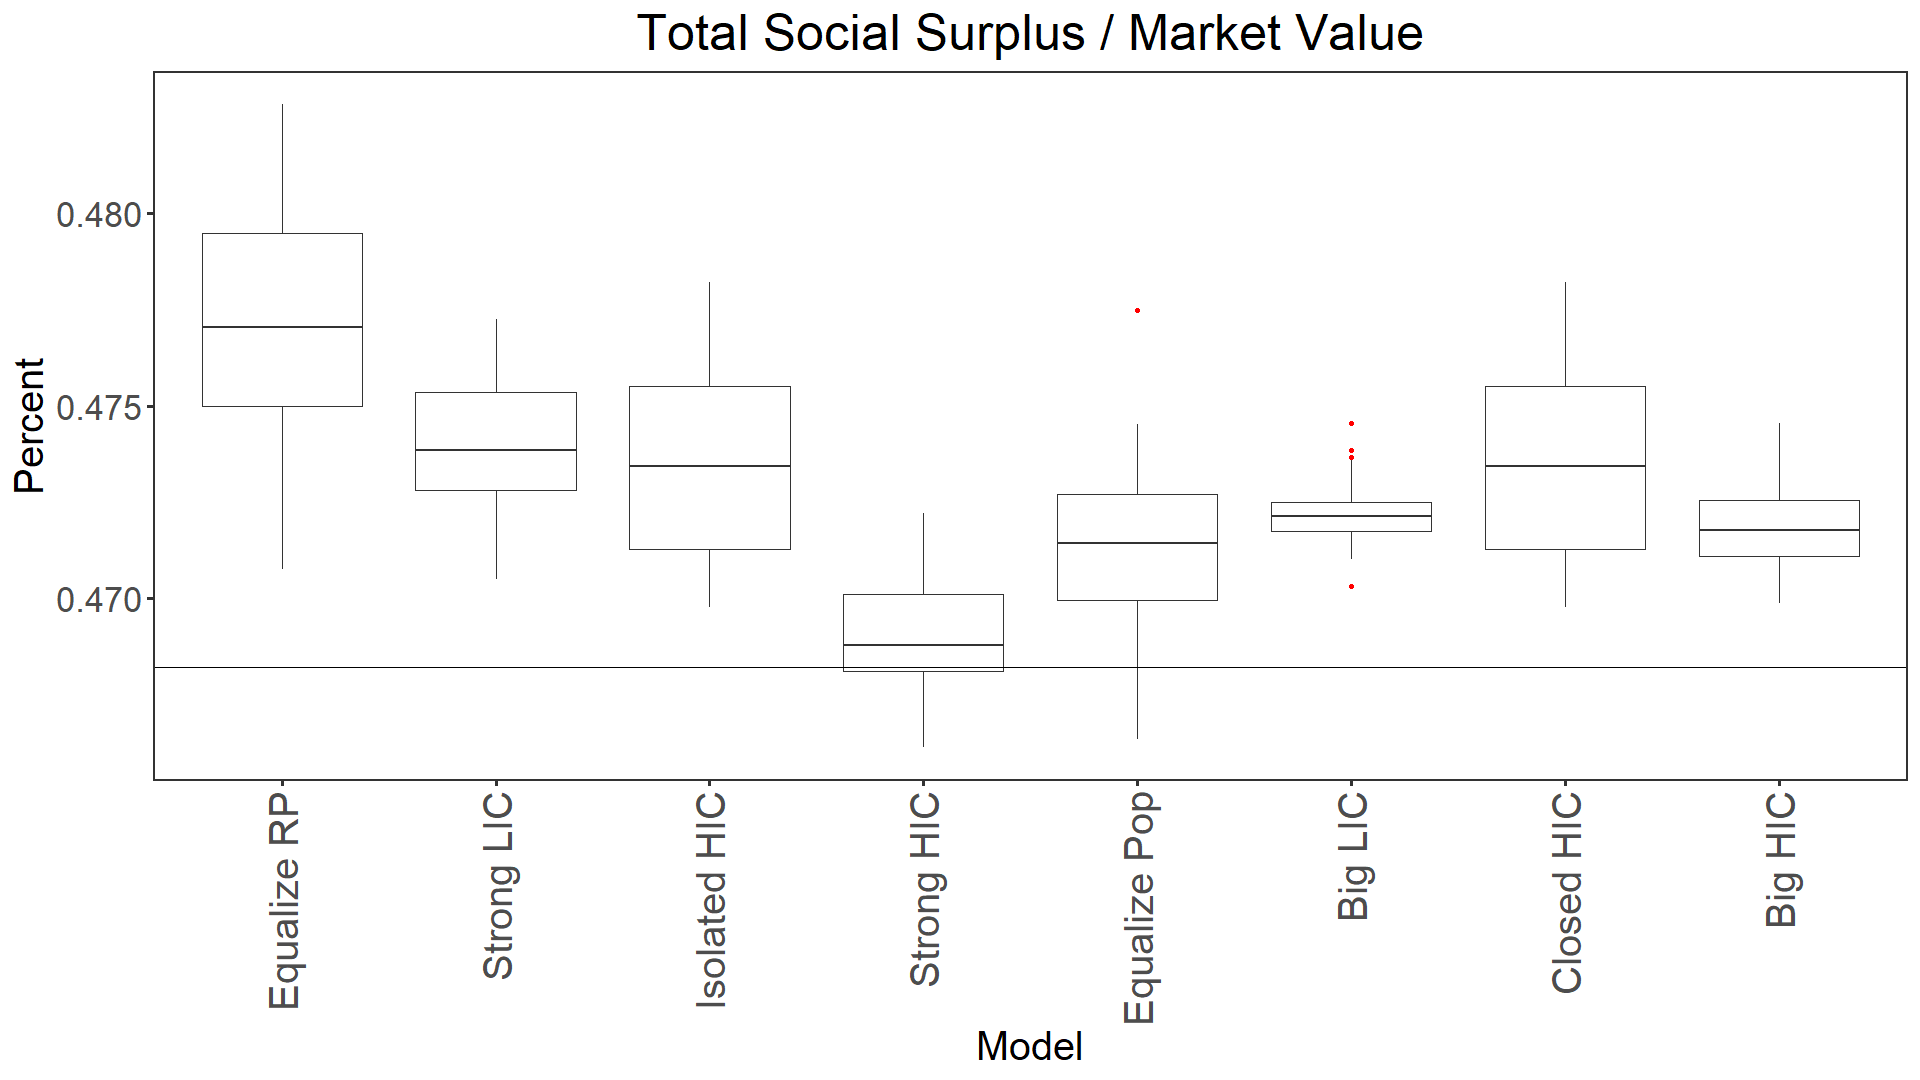 Total Social Surplus / Market Value
Percent
0.480
0.475
0.470
Equalize RP
Strong LIC
Isolated HIC
Strong HIC
Equalize Pop
Big LIC
Closed HIC
Big HIC
Model